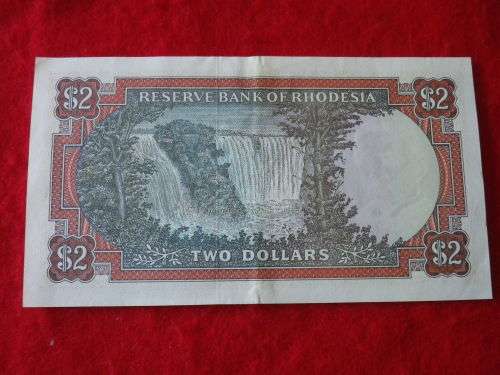 $2 RESERVE BANK OF RHODESIA $2
$2 TWO DOLLARS $2